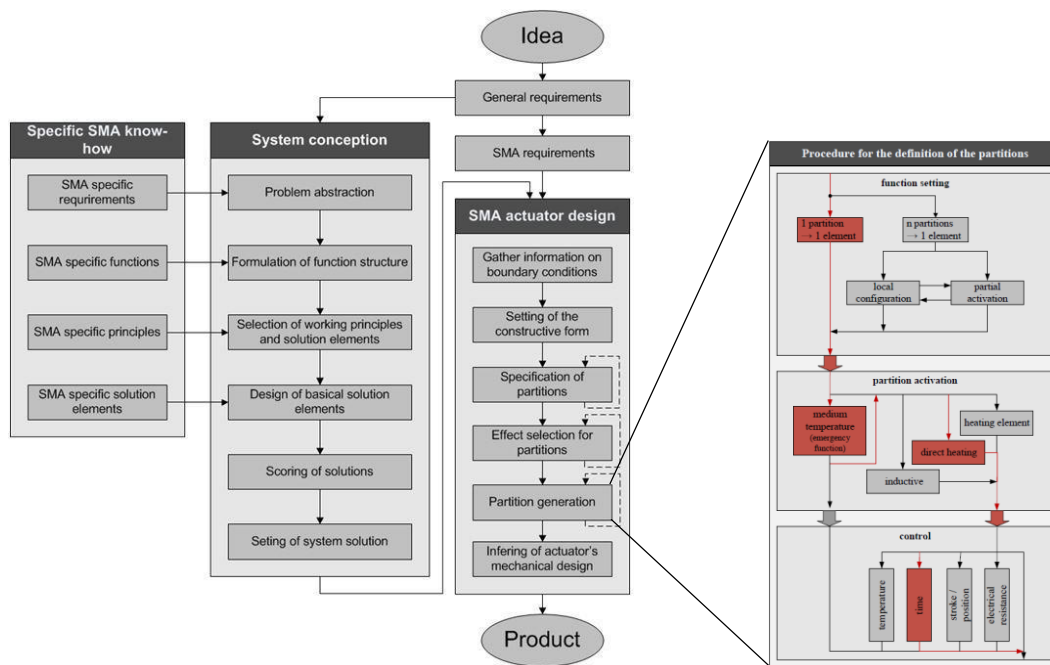 Idea
General requirements
SMA requirements
Specific SMA know-
how
SMA specific
requrirements
SMA specific functions
SMA specific principles
SMA specific solution
elements
System conception
Problem abstraction
Formulation of function structure
Selection of working principles
and solution elements
Design of basical solution
elements
Scoring of solutions
Seting of system solution
SMA actuator design
Gather information on
boundary conditions
Setting of the
constructive form
Specification of
partitions
Effect selection for
partitions
Partition generation
Infering of actuator's
mechanical design
Product
Procedure for the definition of the partitions
function setting
1 partition
→ 1 element
n partitions
→ 1 element
local
configuration
partial
activation
partition activation
medium
temperature
(emergency
function)
heating element
direct heating
inductive
control
temperature
time
stroke /
position
electrical
resistance